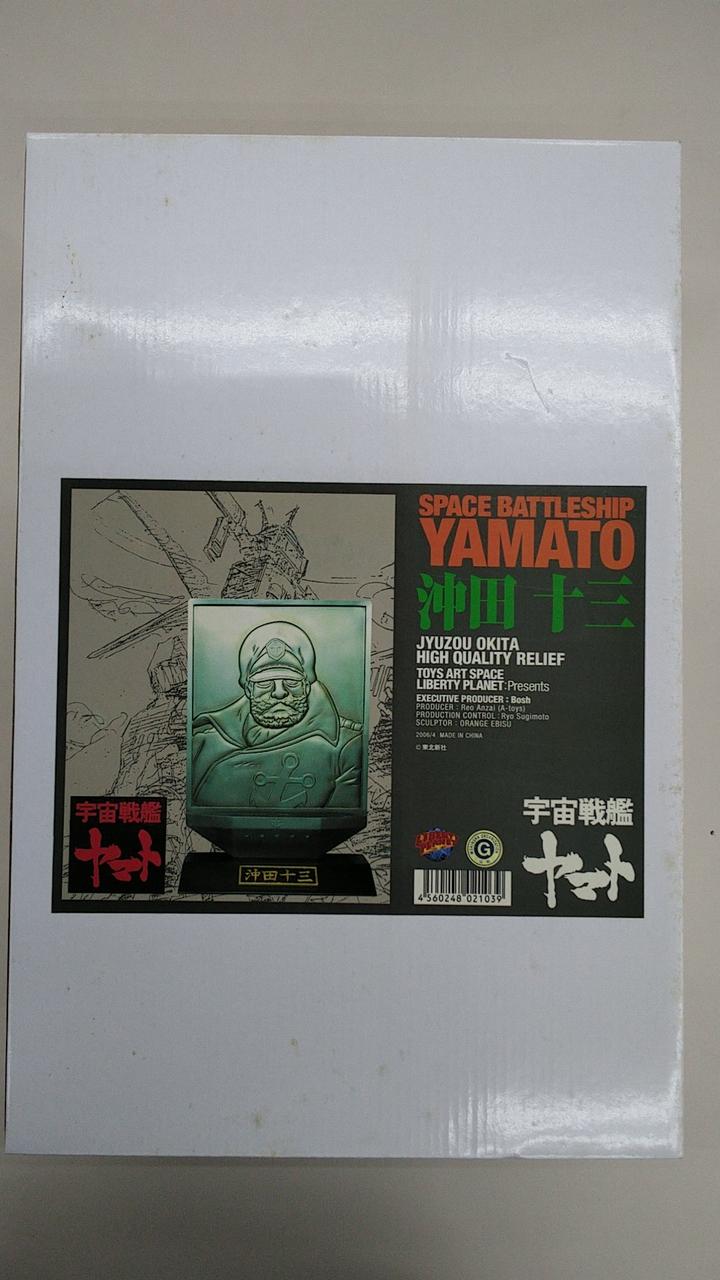 SPACE BATTLESHIP
YAMATO
沖田 十三
JYUZOU OKITA
HIGH QUALITY RELIEF
TOYS ART SPACE
LIBERTY PLANET:Presents
EXECUTIVE PRODUCER : Bosh
PRODUCER : Reo Anzai (A-toys)
PRODUCTION CONTROL : Ryo Sugimoto
SCULPTOR : ORANGE EBISU
2006/4 MADE IN CHINA
© 東北新社
宇宙戦艦
ヤマト
沖田十三
G
4 560248 021039
宇宙戦艦
ヤマト